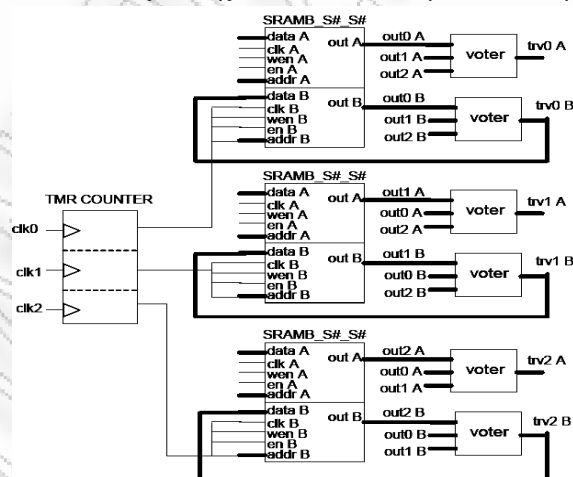 SRAMB_S#_S#
data A
clk A
wen A
en A
addr A
out A
out0 A
out1 A
out2 A
voter
trv0 A
data B
clk B
wen B
en B
addr B
out B
out0 B
out1 B
out2 B
voter
trv0 B
TMR COUNTER
clk0
clk1
clk2
SRAMB_S#_S#
data A
clk A
wen A
en A
addr A
out A
out1 A
out0 A
out2 A
voter
trv1 A
data B
clk B
wen B
en B
addr B
out B
out1 B
out0 B
out2 B
voter
trv1 B
SRAMB_S#_S#
data A
clk A
wen A
en A
addr A
out A
out2 A
out0 A
out1 A
voter
trv2 A
data B
clk B
wen B
en B
addr B
out B
out2 B
out0 B
out1 B
voter
trv2 B